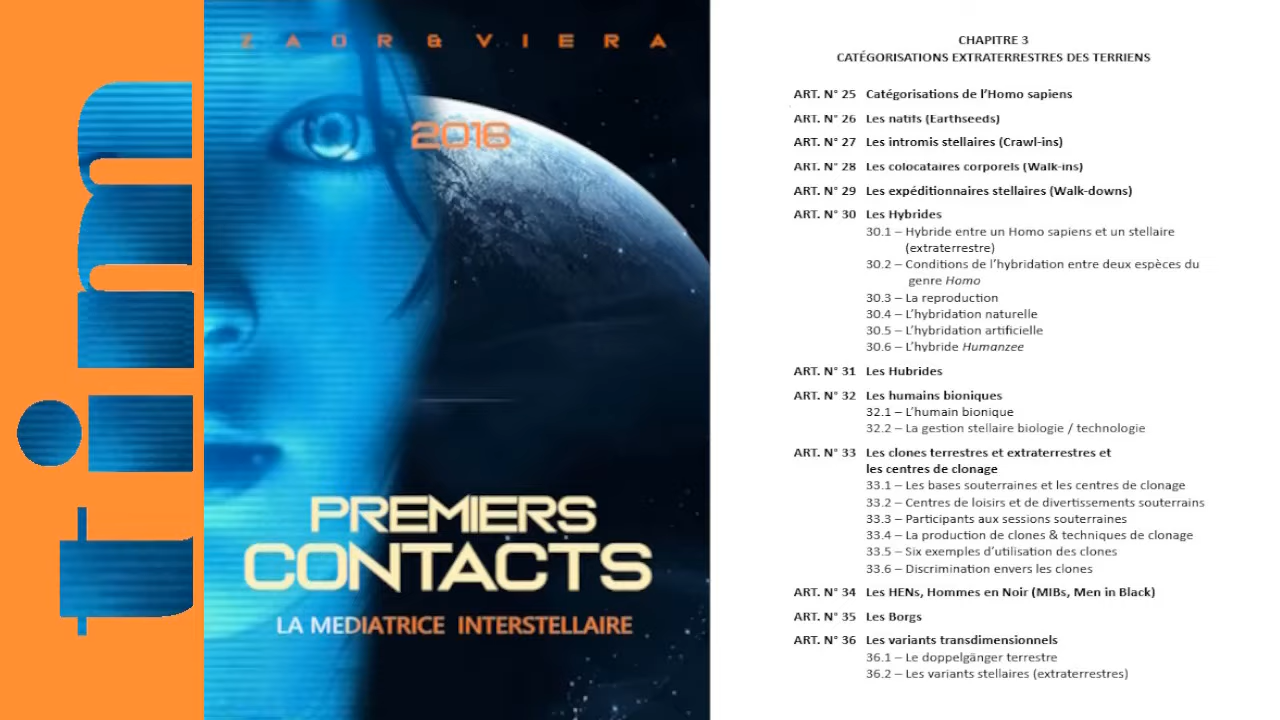 tim
ZAOR & VIERA
2018
PREMIERS
CONTACTS
LA MEDIATRICE INTERSTELLAIRE
CHAPITRE 3
CATÉGORISATIONS EXTRATERRESTRES DES TERRIENS
ART. N° 25 Catégorisations de l’Homo sapiens
ART. N° 26 Les natifs (Earthseeds)
ART. N° 27 Les intromis stellaires (Crawl-ins)
ART. N° 28 Les colocataires corporels (Walk-ins)
ART. N° 29 Les expéditionnaires stellaires (Walk-downs)
ART. N° 30 Les Hybrides
30.1 – Hybride entre un Homo sapiens et un stellaire
(extraterrestre)
30.2 – Conditions de l’hybridation entre deux espèces du
genre Homo
30.3 – La reproduction
30.4 – L’hybridation naturelle
30.5 – L’hybridation artificielle
30.6 – L’hybride Humanzee
ART. N° 31 Les Hubrides
ART. N° 32 Les humains bioniques
32.1 – L’humain bionique
32.2 – La gestion stellaire biologie / technologie
ART. N° 33 Les clones terrestres et extraterrestres et
les centres de clonage
33.1 – Les bases souterraines et les centres de clonage
33.2 – Centres de loisirs et de divertissements souterrains
33.3 – Participants aux sessions souterraines
33.4 – La production de clones & techniques de clonage
33.5 – Six exemples d’utilisation des clones
33.6 – Discrimination envers les clones
ART. N° 34 Les HENs, Hommes en Noir (MIBs, Men in Black)
ART. N° 35 Les Borgs
ART. N° 36 Les variants transdimensionnels
36.1 – Le doppelgänger terrestre
36.2 – Les variants stellaires (extraterrestres)